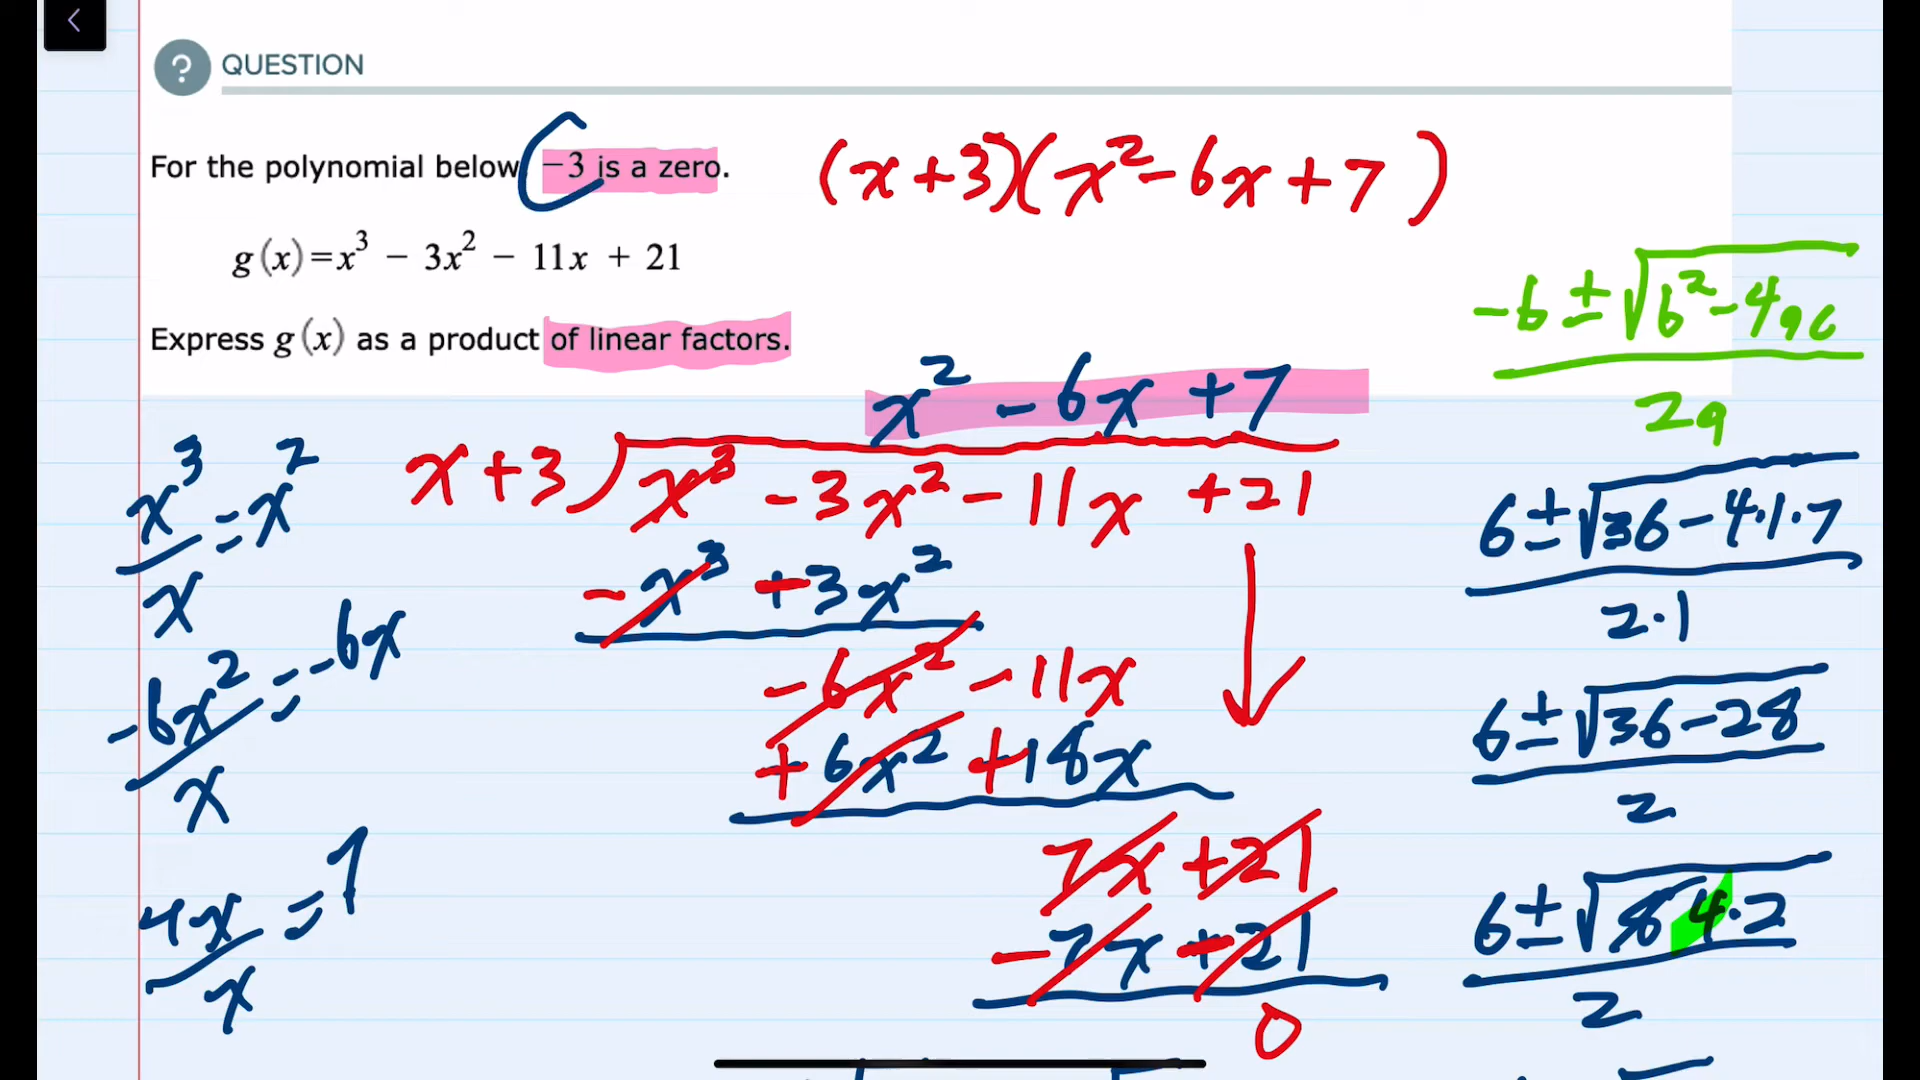 ? QUESTION
For the polynomial below, −3 is a zero.
(x+3)(x²−6x+7)
g(x)=x³ − 3x² − 11x + 21
Express g(x) as a product of linear factors.
−b ± √b²−4ac
2a
x² −6x +7
x+3 ) x³ −3x² −11x +21
−x³ +3x²
−6x² −11x
+6x² +18x
7x +21
−7x +21
0
x³
x
=x²
−6x²
x
=−6x
x
=7
6 ± √36−4·1·7
2·1
6 ± √36−28
2
6 ± √8 4·2
2